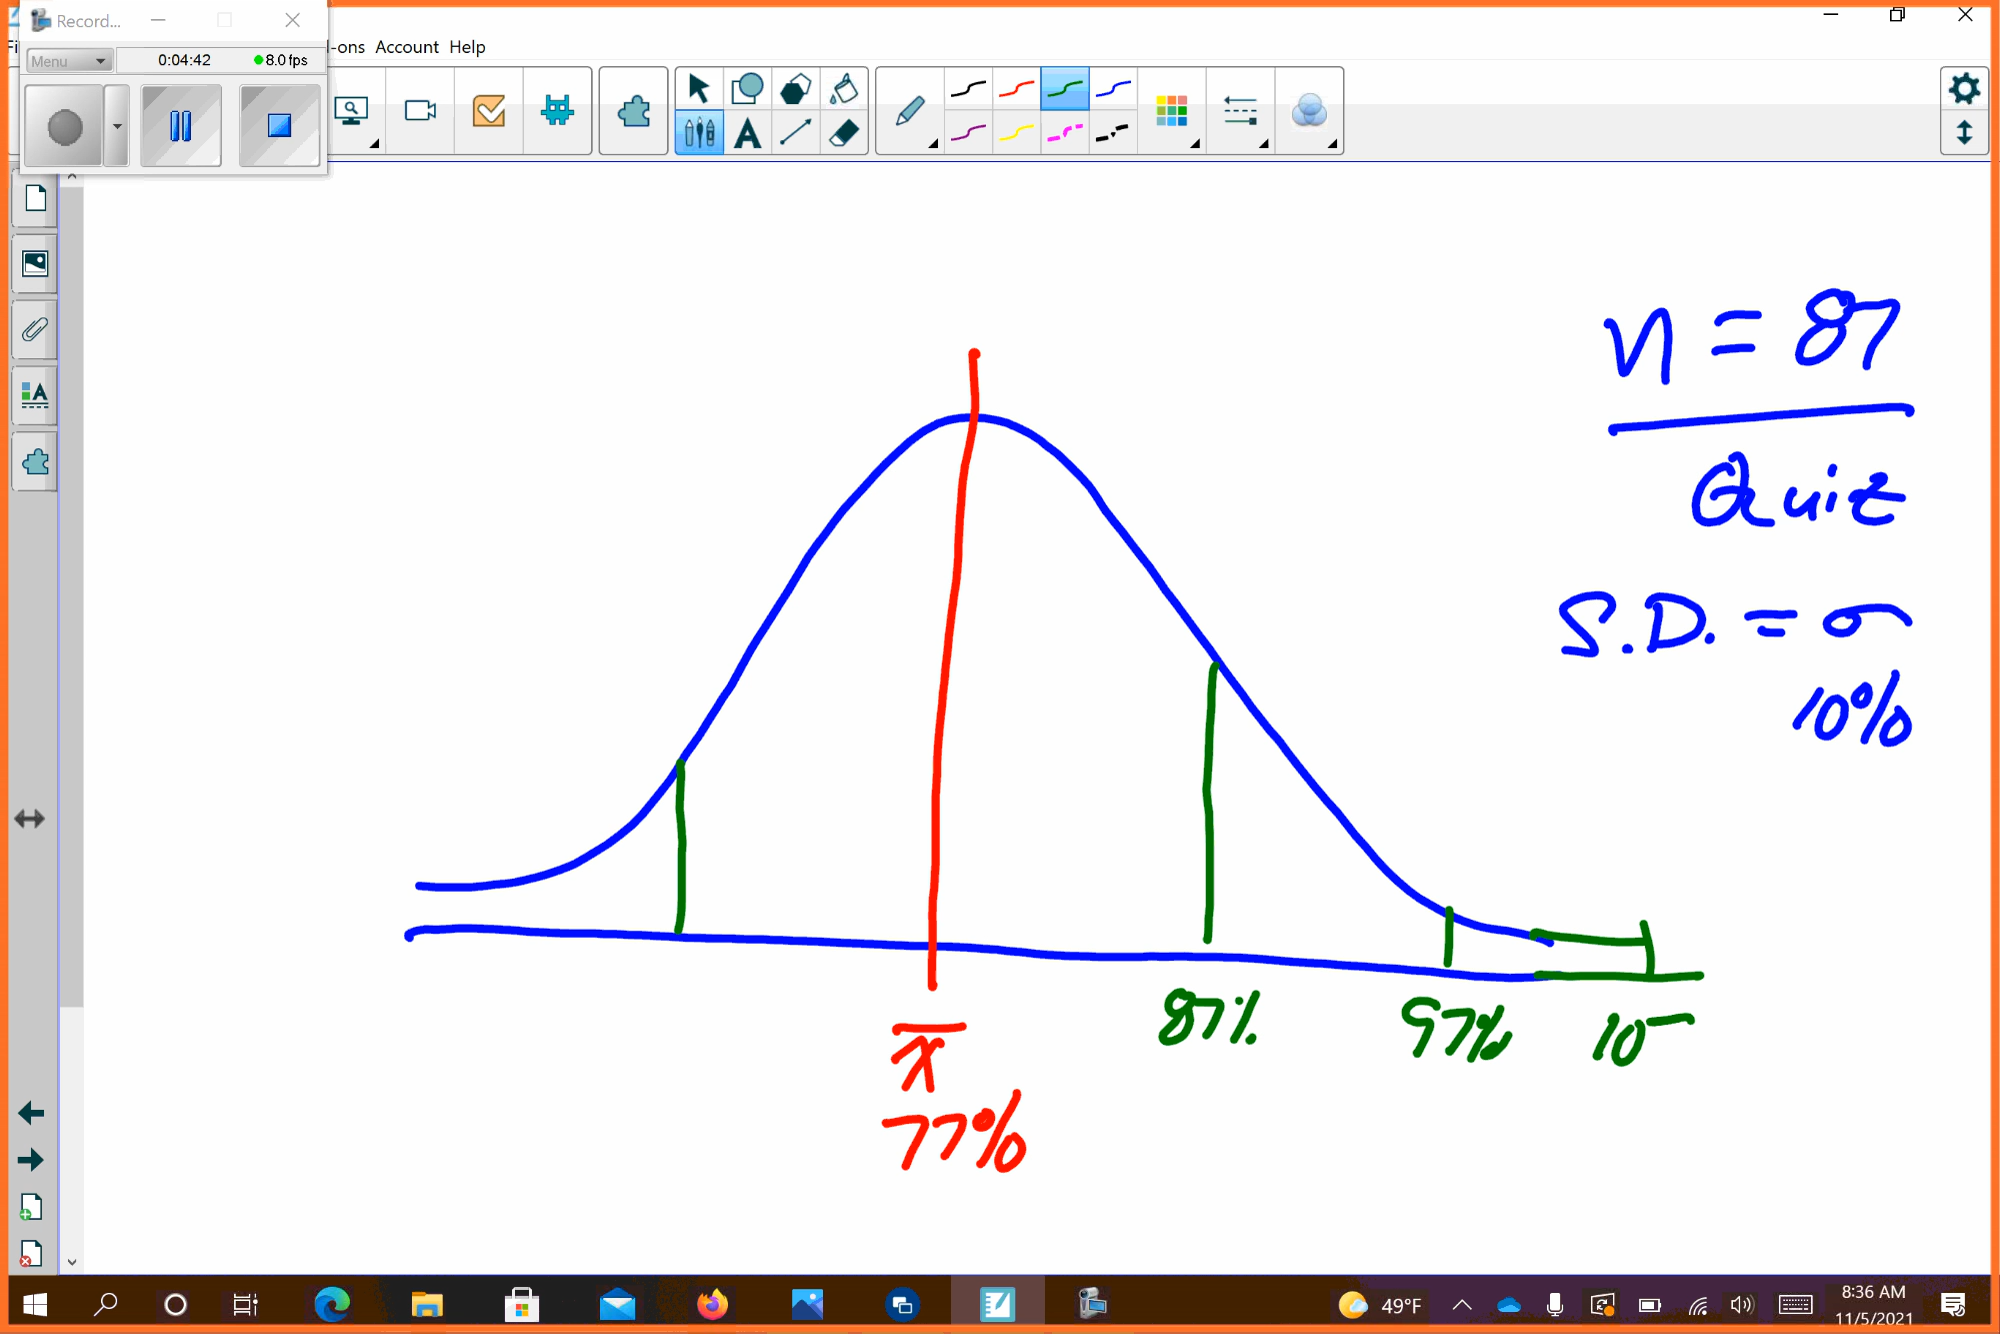 Record...
Menu
0:04:42
8.0 fps
-ons Account Help
n = 87
Quiz
S.D. = σ
10%
87%
97%
x̅
77%
49°F
8:36 AM
11/5/2021